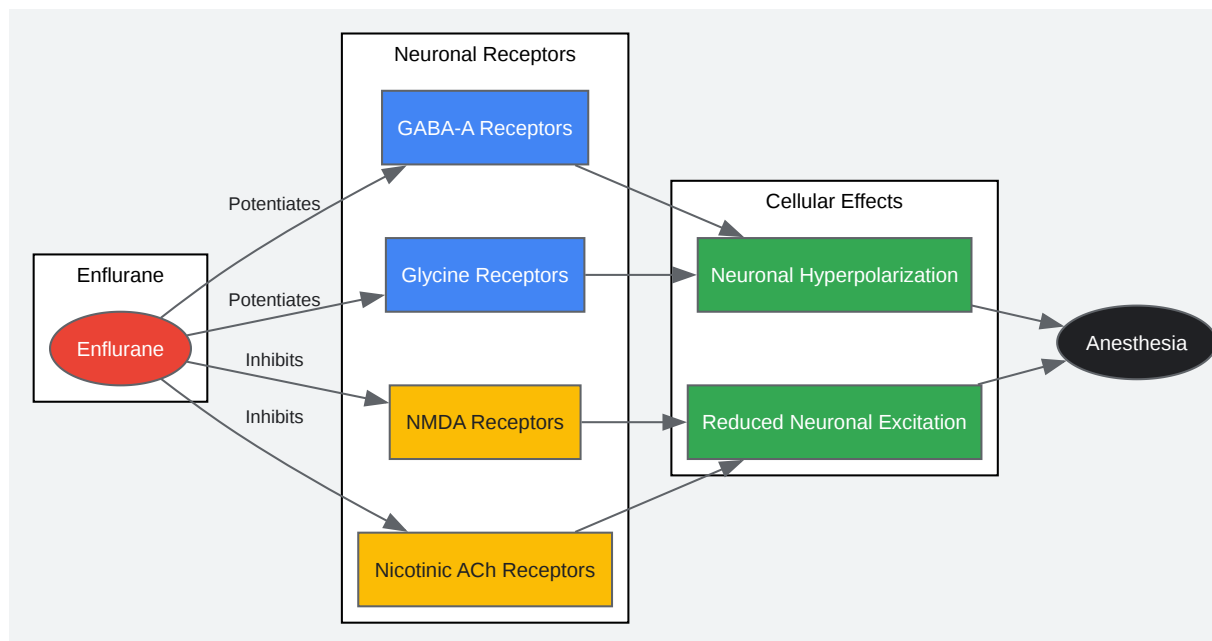 Neuronal Receptors
GABA-A Receptors
Potentiates
Cellular Effects
Enflurane
Glycine Receptors
Neuronal Hyperpolarization
Potentiates
Enflurane
Inhibits
Anesthesia
NMDA Receptors
Reduced Neuronal Excitation
Inhibits
Nicotinic ACh Receptors